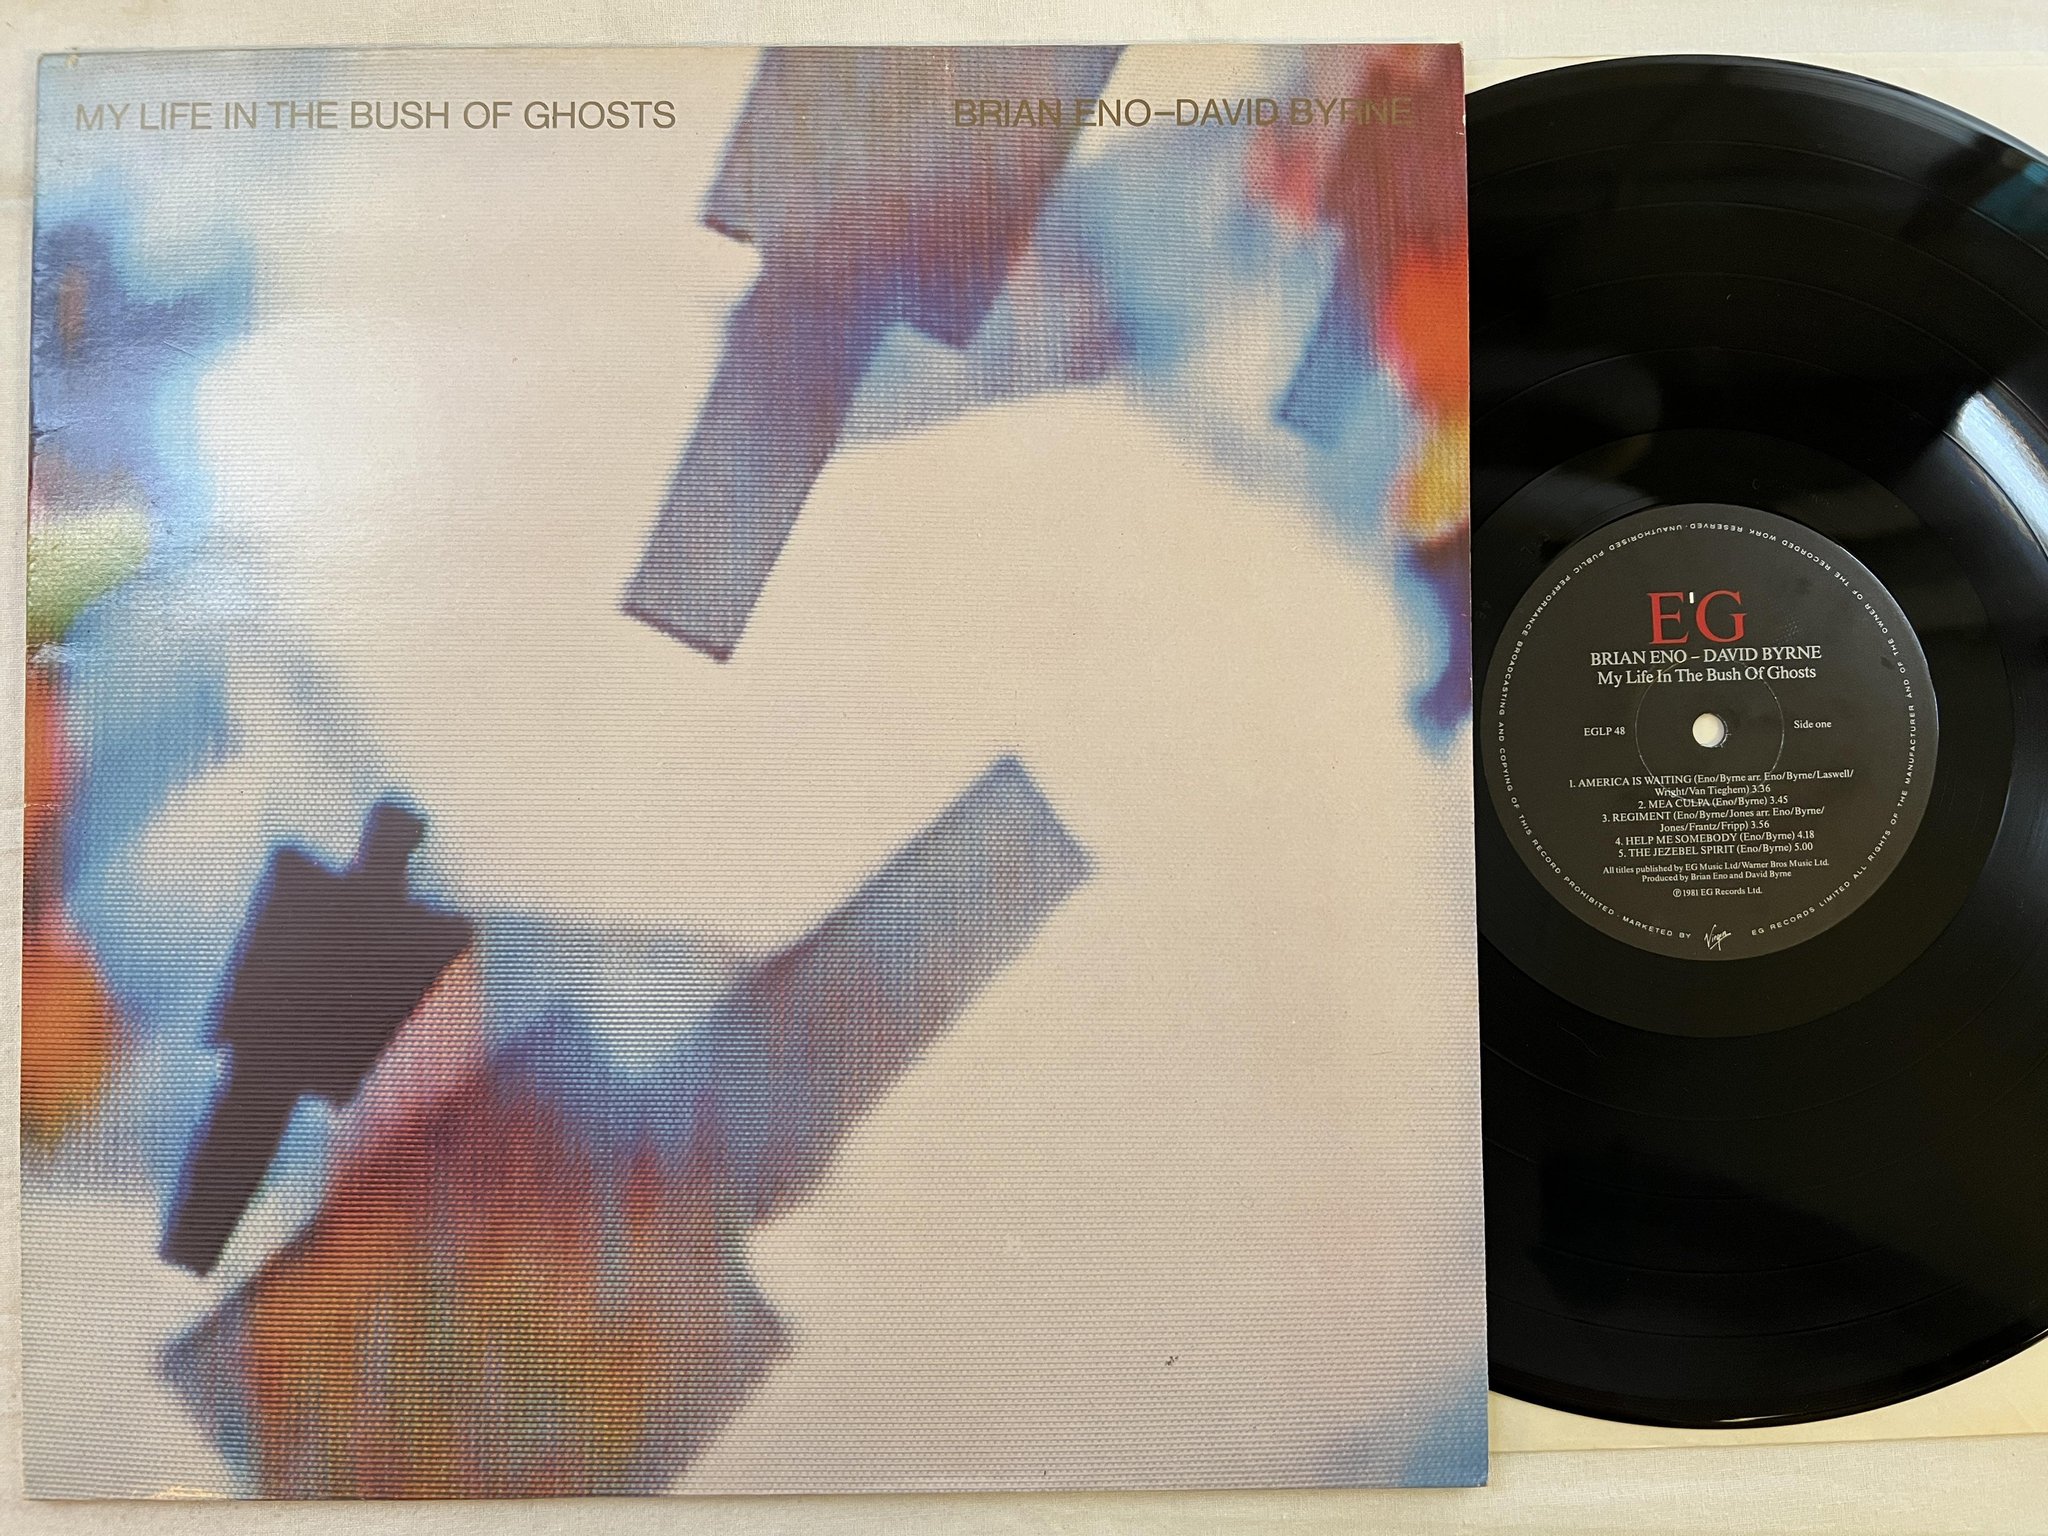 MY LIFE IN THE BUSH OF GHOSTS
BRIAN ENO–DAVID BYRNE
E'G
BRIAN ENO – DAVID BYRNE
My Life In The Bush Of Ghosts
EGLP 48
Side one
1. AMERICA IS WAITING (Eno/Byrne arr. Eno/Byrne/Laswell/
Wright/Van Tieghem) 3.36
2. MEA CULPA (Eno/Byrne) 3.45
3. REGIMENT (Eno/Byrne/Jones arr. Eno/Byrne/
Jones/Frantz/Fripp) 3.56
4. HELP ME SOMEBODY (Eno/Byrne) 4.18
5. THE JEZEBEL SPIRIT (Eno/Byrne) 5.00
All titles published by EG Music Ltd/Warner Bros Music Ltd.
Produced by Brian Eno and David Byrne
℗ 1981 EG Records Ltd.
MARKETED BY Virgin EG RECORDS LIMITED ALL RIGHTS OF THE MANUFACTURER AND OF THE OWNER OF THE RECORDED WORK RESERVED · UNAUTHORISED PUBLIC PERFORMANCE BROADCASTING AND COPYING OF THIS RECORD PROHIBITED ·